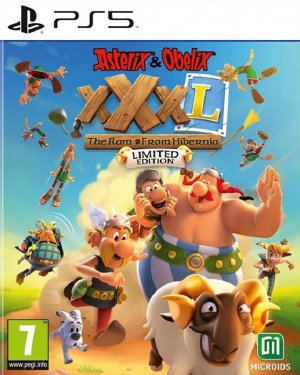 PS5
Asterix & Obelix
XXXL
The Ram From Hibernia
LIMITED
EDITION
7
www.pegi.info
MICROIDS